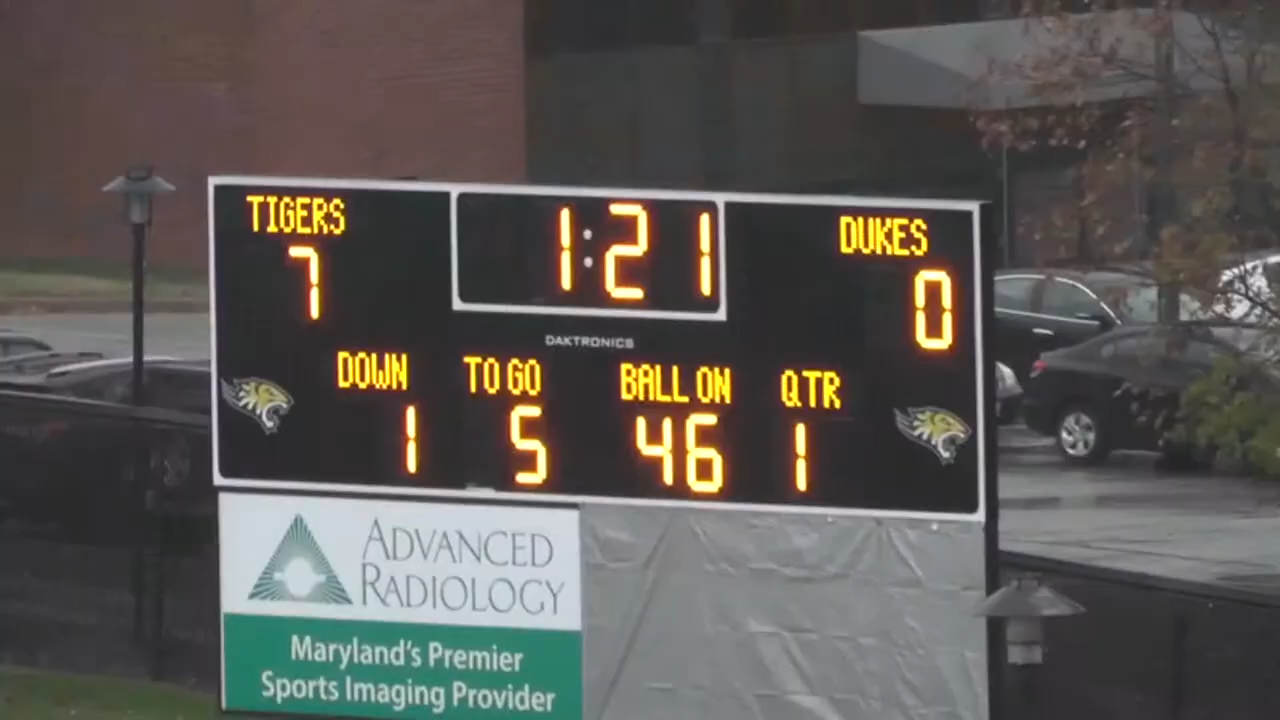 TIGERS 1:21 DUKES
7 0
DAKTRONICS
DOWN TO GO BALL ON QTR
1 5 46 1
ADVANCED
RADIOLOGY
Maryland's Premier
Sports Imaging Provider